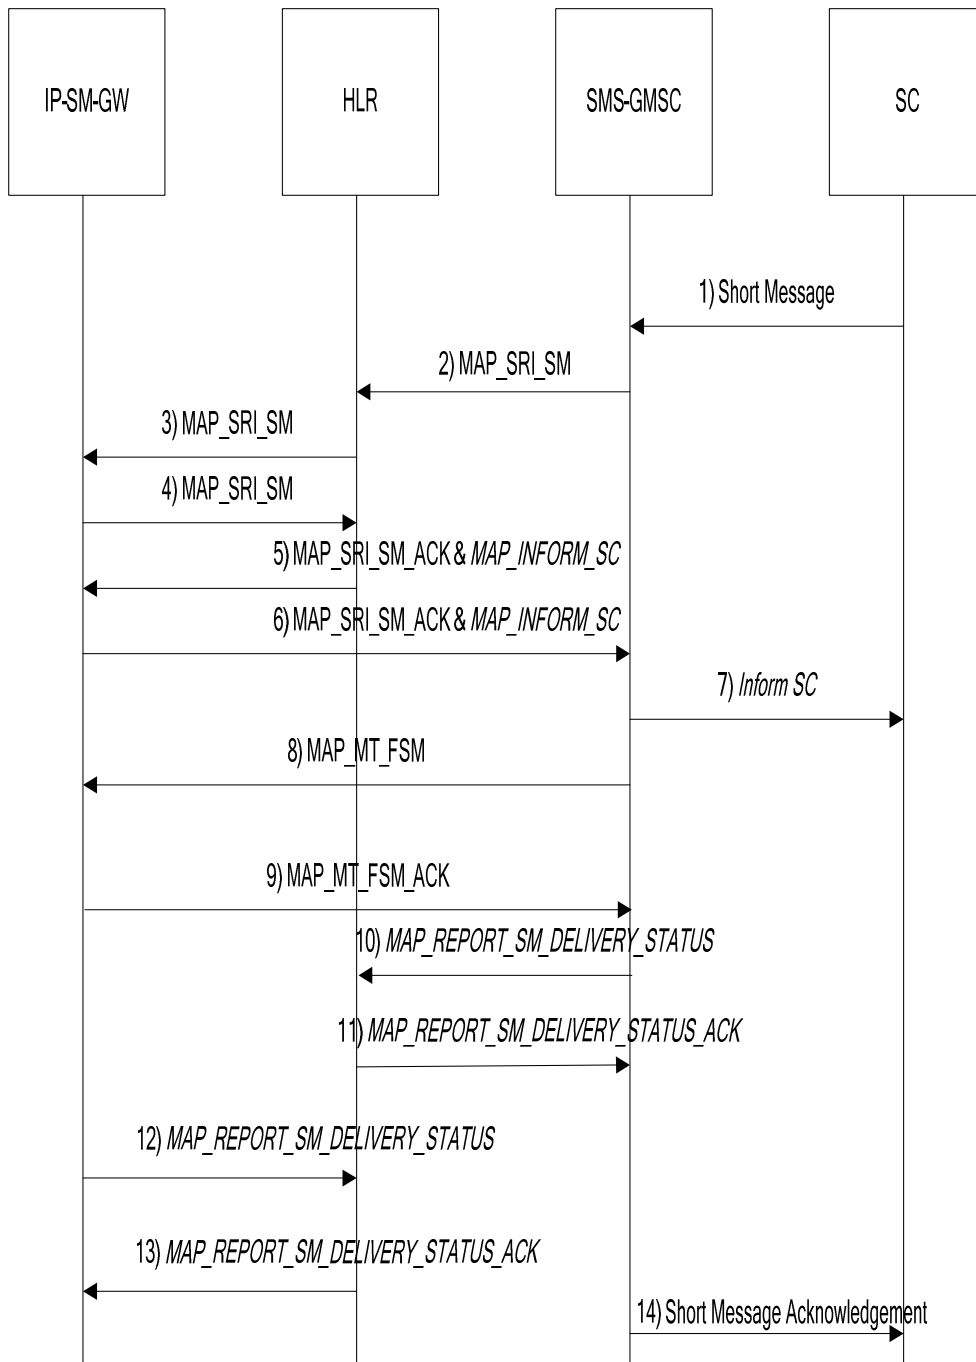 IP-SM-GW
HLR
SMS-GMSC
SC
1) Short Message
2) MAP_SRI_SM
3) MAP_SRI_SM
4) MAP_SRI_SM
5) MAP_SRI_SM_ACK & MAP_INFORM_SC
6) MAP_SRI_SM_ACK & MAP_INFORM_SC
7) Inform SC
8) MAP_MT_FSM
9) MAP_MT_FSM_ACK
10) MAP_REPORT_SM_DELIVERY_STATUS
11) MAP_REPORT_SM_DELIVERY_STATUS_ACK
12) MAP_REPORT_SM_DELIVERY_STATUS
13) MAP_REPORT_SM_DELIVERY_STATUS_ACK
14) Short Message Acknowledgement